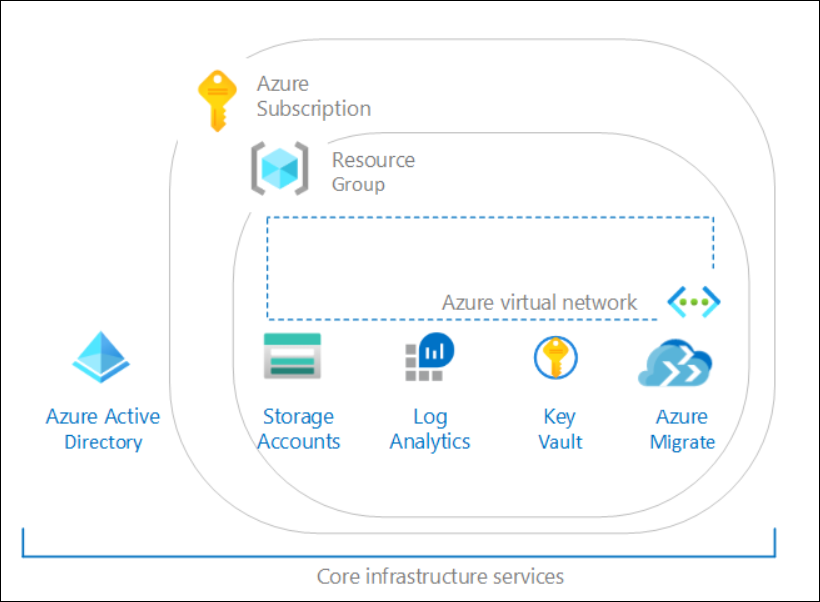 Azure
Subscription
Resource
Group
Azure virtual network
Azure Active
Directory
Storage
Accounts
Log
Analytics
Key
Vault
Azure
Migrate
Core infrastructure services